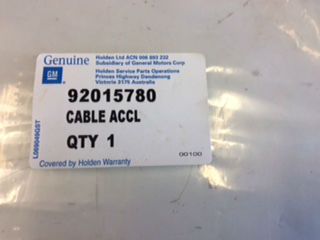 Genuine
Holden Ltd ACN 006 893 232
Subsidiary of General Motors Corp.
GM
Holden Service Parts Operations
Princes Highway Dandenong
Victoria 3175 Australia
92015780
CABLE ACCL
QTY 1
L069049GST
00100
Covered by Holden Warranty